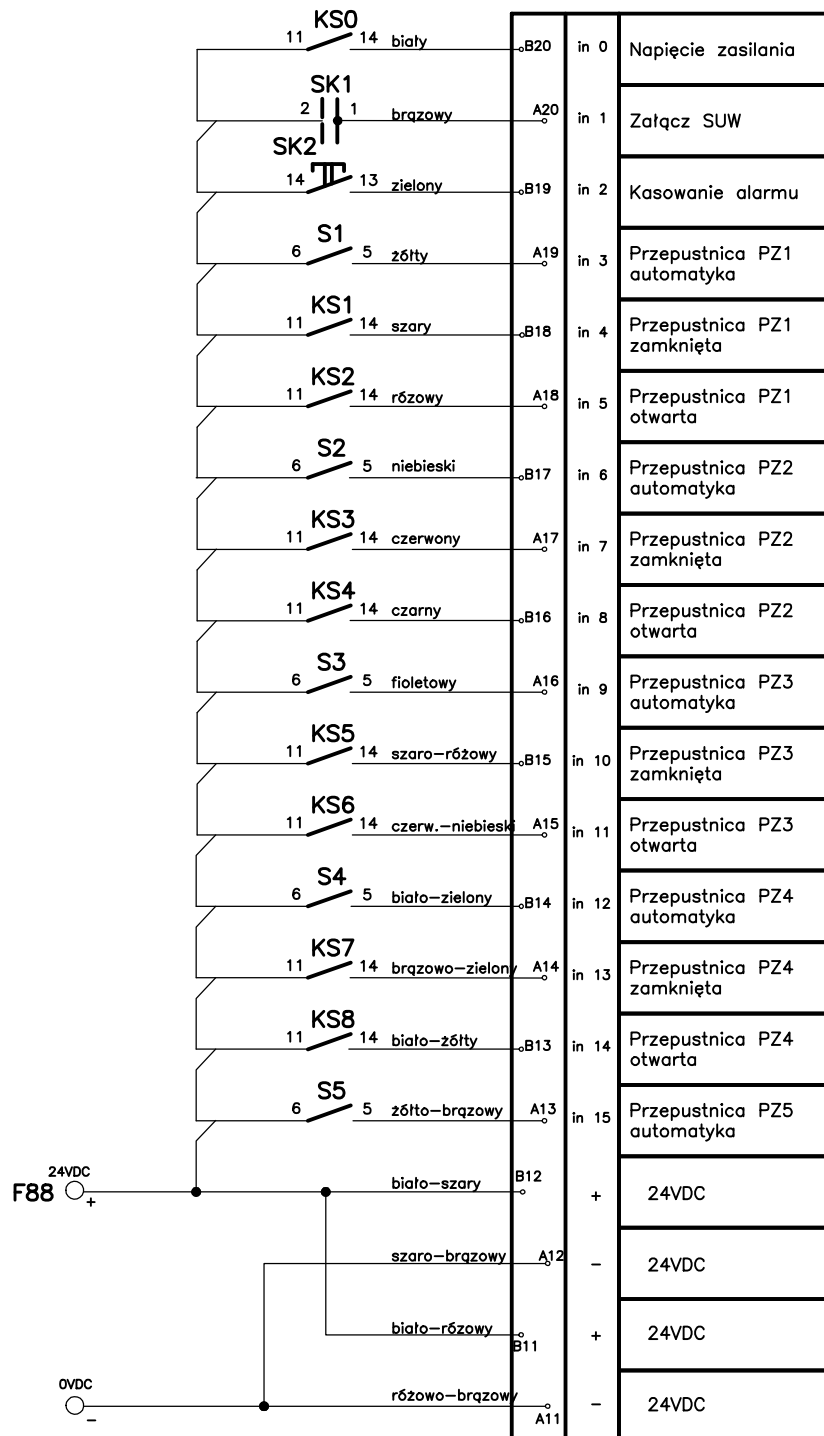 KS0
11 14 biały B20 in 0 Napięcie zasilania
SK1
2 1 brązowy A20 in 1 Załącz SUW
SK2
14 13 zielony B19 in 2 Kasowanie alarmu
S1
6 5 żółty A19 in 3 Przepustnica PZ1
automatyka
KS1
11 14 szary B18 in 4 Przepustnica PZ1
zamknięta
KS2
11 14 rózowy A18 in 5 Przepustnica PZ1
otwarta
S2
6 5 niebieski B17 in 6 Przepustnica PZ2
automatyka
KS3
11 14 czerwony A17 in 7 Przepustnica PZ2
zamknięta
KS4
11 14 czarny B16 in 8 Przepustnica PZ2
otwarta
S3
6 5 fioletowy A16 in 9 Przepustnica PZ3
automatyka
KS5
11 14 szaro-różowy B15 in 10 Przepustnica PZ3
zamknięta
KS6
11 14 czerw.-niebieski A15 in 11 Przepustnica PZ3
otwarta
S4
6 5 biało-zielony B14 in 12 Przepustnica PZ4
automatyka
KS7
11 14 brązowo-zielony A14 in 13 Przepustnica PZ4
zamknięta
KS8
11 14 biało-żółty B13 in 14 Przepustnica PZ4
otwarta
S5
6 5 żółto-brązowy A13 in 15 Przepustnica PZ5
automatyka
24VDC
F88 + biało-szary B12 + 24VDC
szaro-brązowy A12 - 24VDC
biało-rózowy B11 + 24VDC
0VDC
- różowo-brązowy A11 - 24VDC